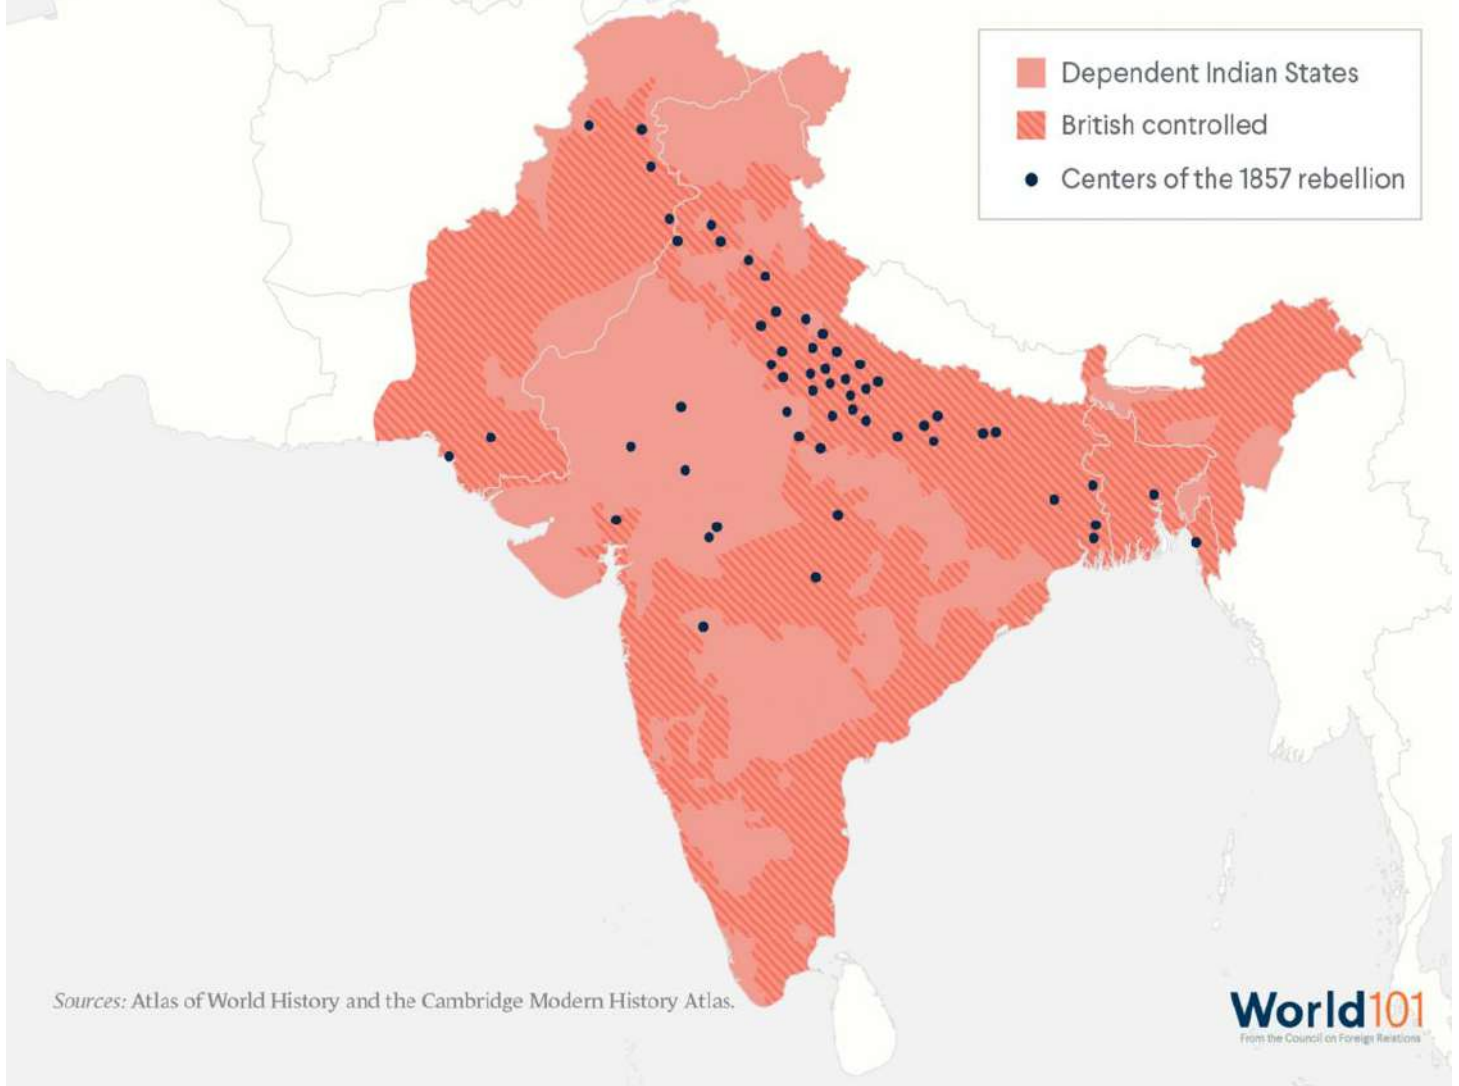 Dependent Indian States
British controlled
Centers of the 1857 rebellion
Sources: Atlas of World History and the Cambridge Modern History Atlas.
World101
From the Council on Foreign Relations